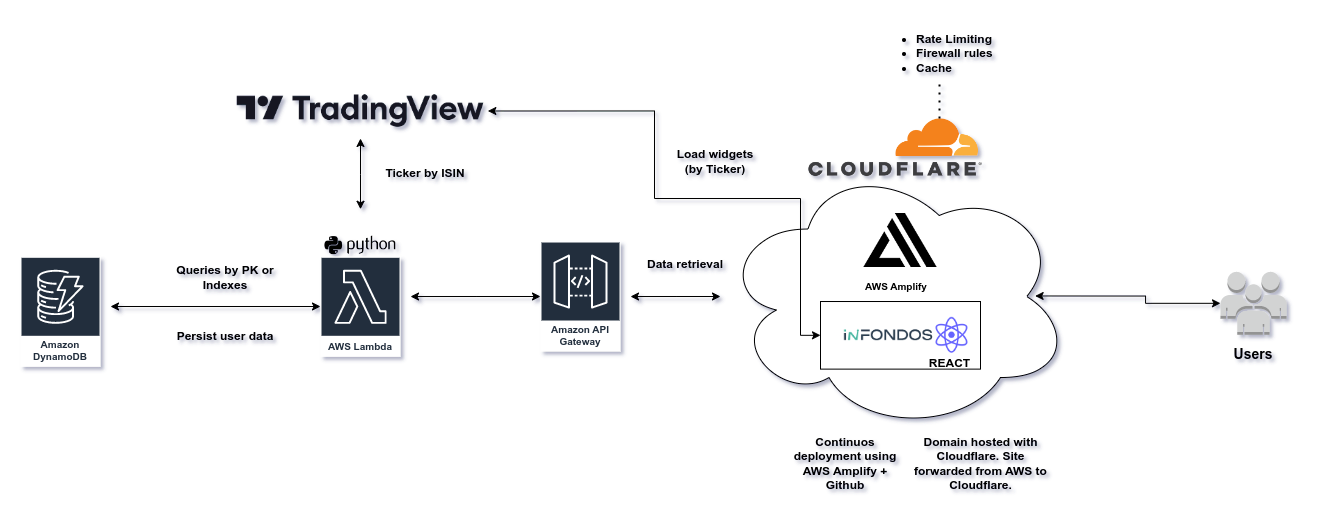 Rate Limiting
Firewall rules
Cache
TradingView
CLOUDFLARE
Load widgets
(by Ticker)
Ticker by ISIN
python
Queries by PK or
Indexes
Persist user data
Amazon
DynamoDB
AWS Lambda
</>
Amazon API
Gateway
Data retrieval
AWS Amplify
iNFONDOS
REACT
Users
Continuos
deployment using
AWS Amplify +
Github
Domain hosted with
Cloudflare. Site
forwarded from AWS to
Cloudflare.